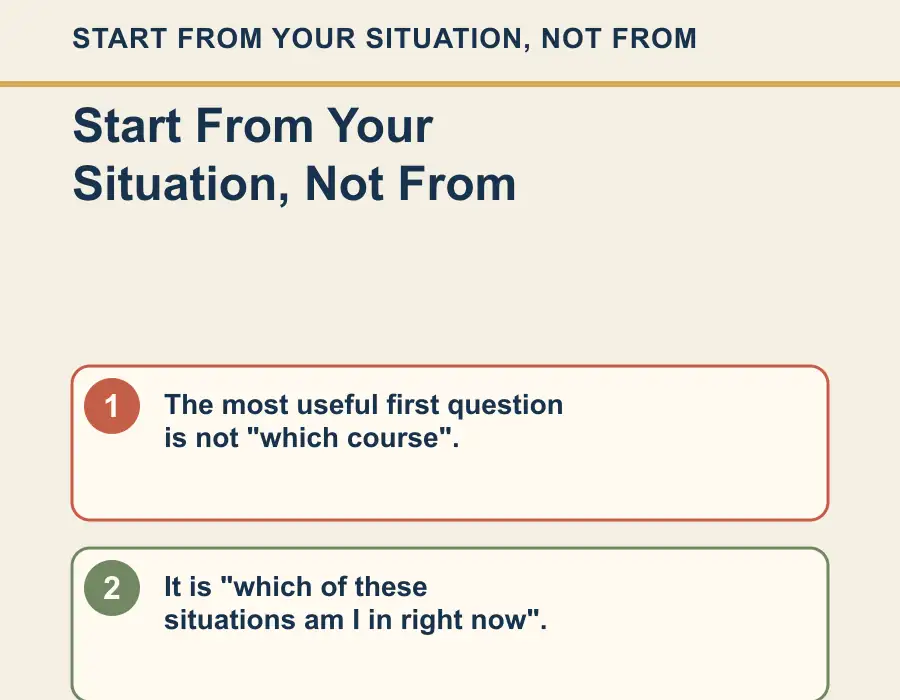 START FROM YOUR SITUATION, NOT FROM
Start From Your
Situation, Not From
1
The most useful first question
is not "which course".
2
It is "which of these
situations am I in right now".